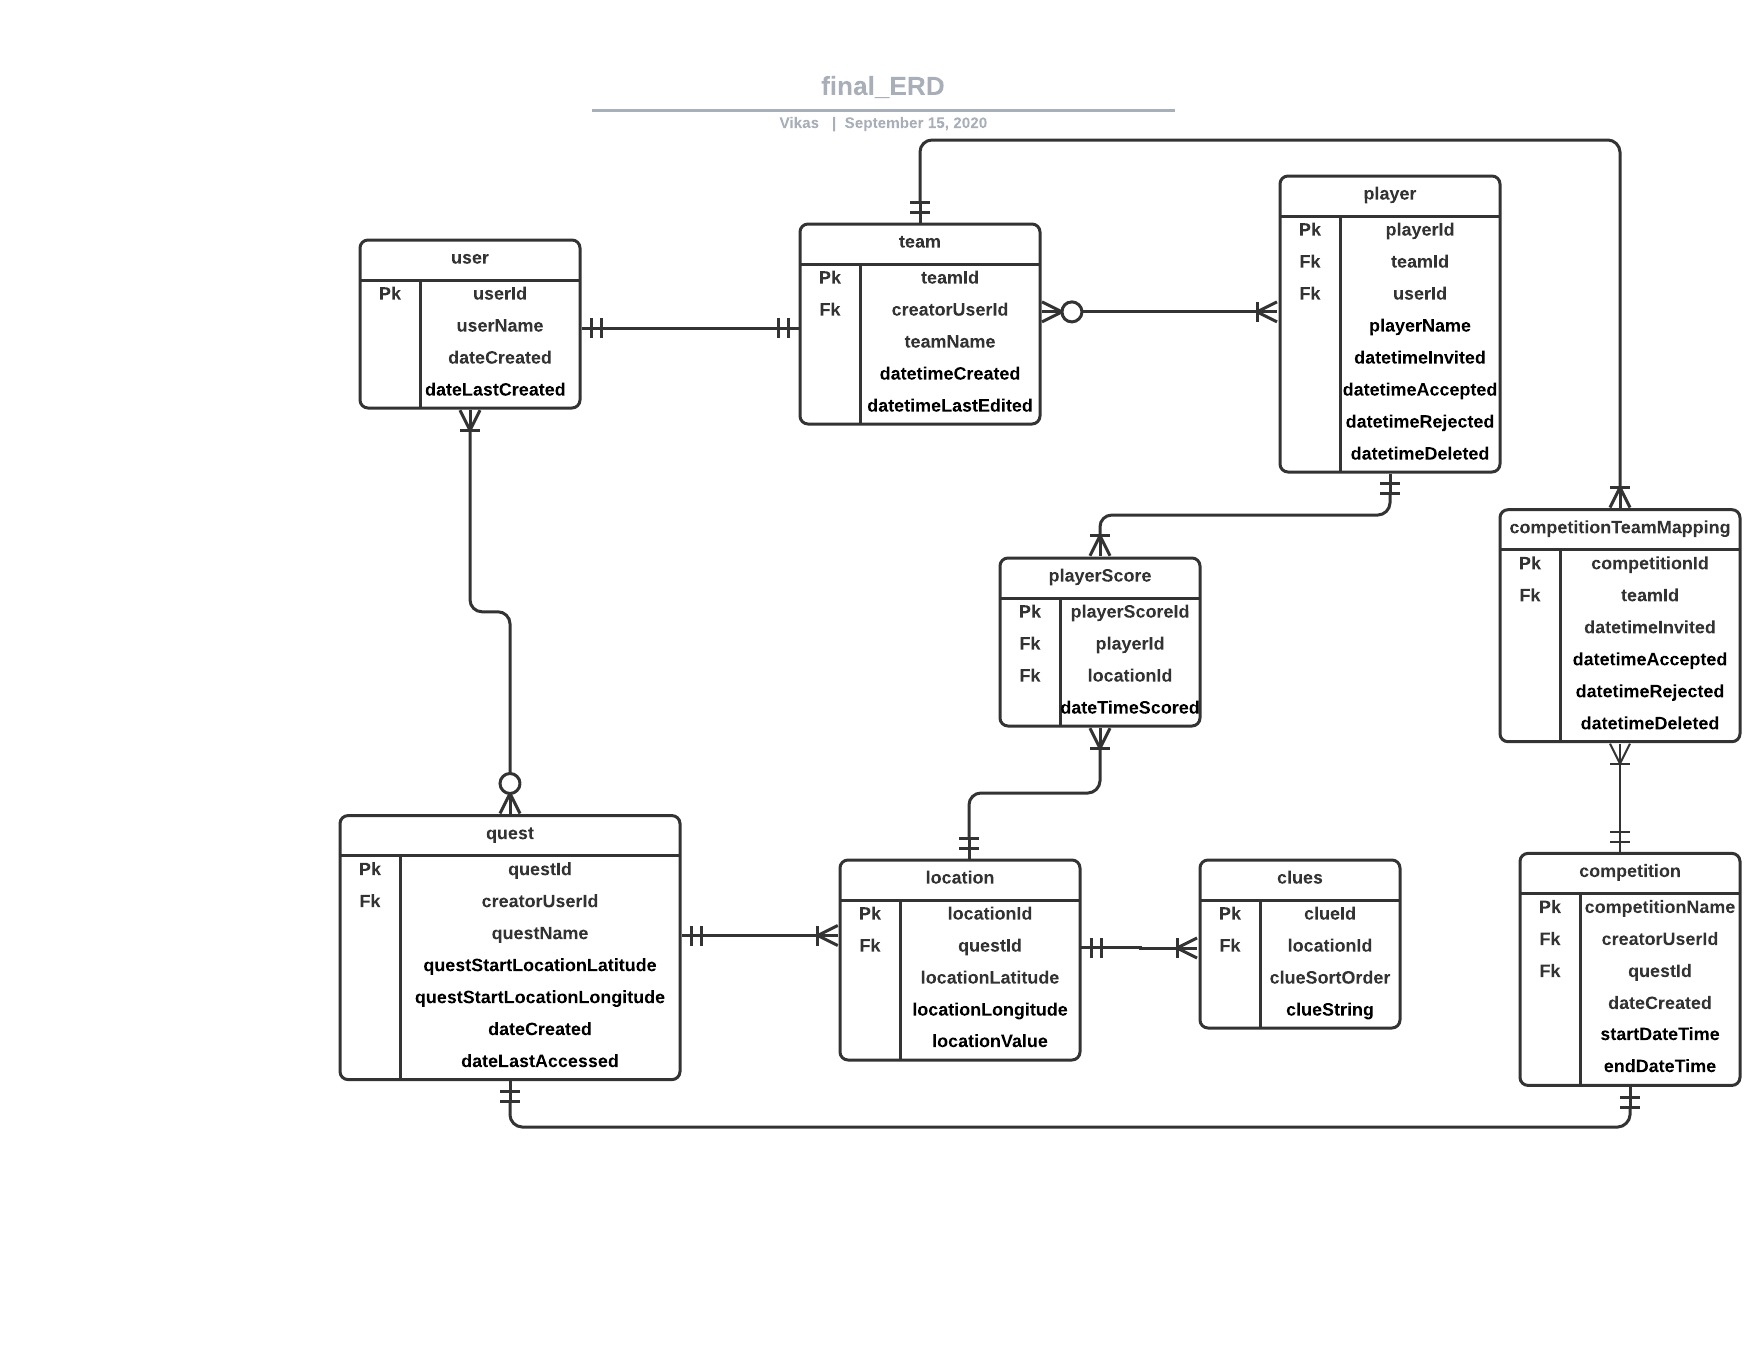 final_ERD
Vikas | September 15, 2020
user
Pk userId
userName
dateCreated
dateLastCreated
team
Pk teamId
Fk creatorUserId
teamName
datetimeCreated
datetimeLastEdited
player
Pk playerId
Fk teamId
Fk userId
playerName
datetimeInvited
datetimeAccepted
datetimeRejected
datetimeDeleted
playerScore
Pk playerScoreId
Fk playerId
Fk locationId
dateTimeScored
competitionTeamMapping
Pk competitionId
Fk teamId
datetimeInvited
datetimeAccepted
datetimeRejected
datetimeDeleted
quest
Pk questId
Fk creatorUserId
questName
questStartLocationLatitude
questStartLocationLongitude
dateCreated
dateLastAccessed
location
Pk locationId
Fk questId
locationLatitude
locationLongitude
locationValue
clues
Pk clueId
Fk locationId
clueSortOrder
clueString
competition
Pk competitionName
Fk creatorUserId
Fk questId
dateCreated
startDateTime
endDateTime